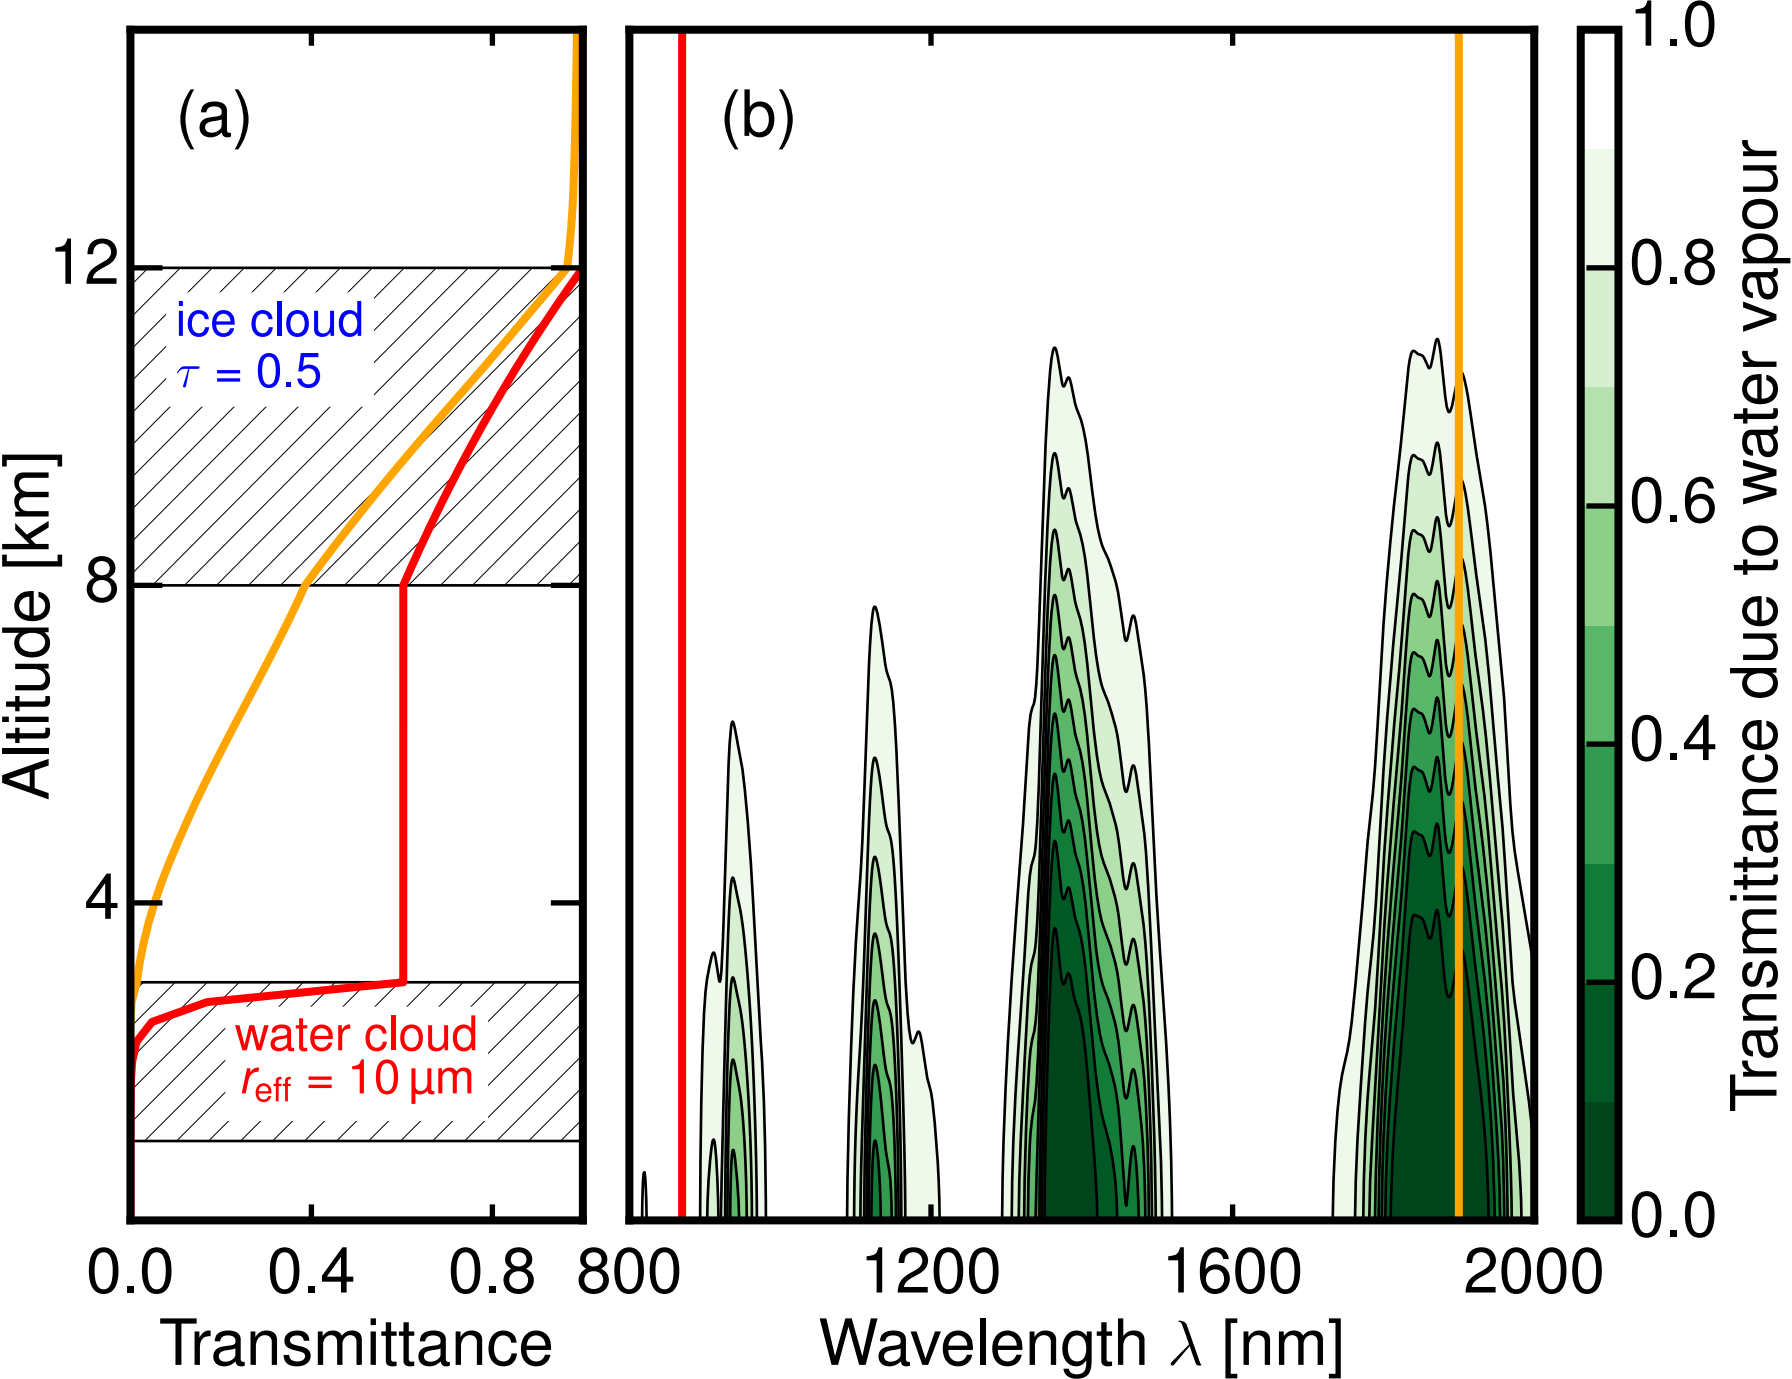 (a)
(b)
ice cloud
τ = 0.5
water cloud
r_eff = 10 µm
Altitude [km]
12
8
4
0.0 0.4 0.8
Transmittance
800 1200 1600 2000
Wavelength λ [nm]
1.0
0.8
0.6
0.4
0.2
0.0
Transmittance due to water vapour